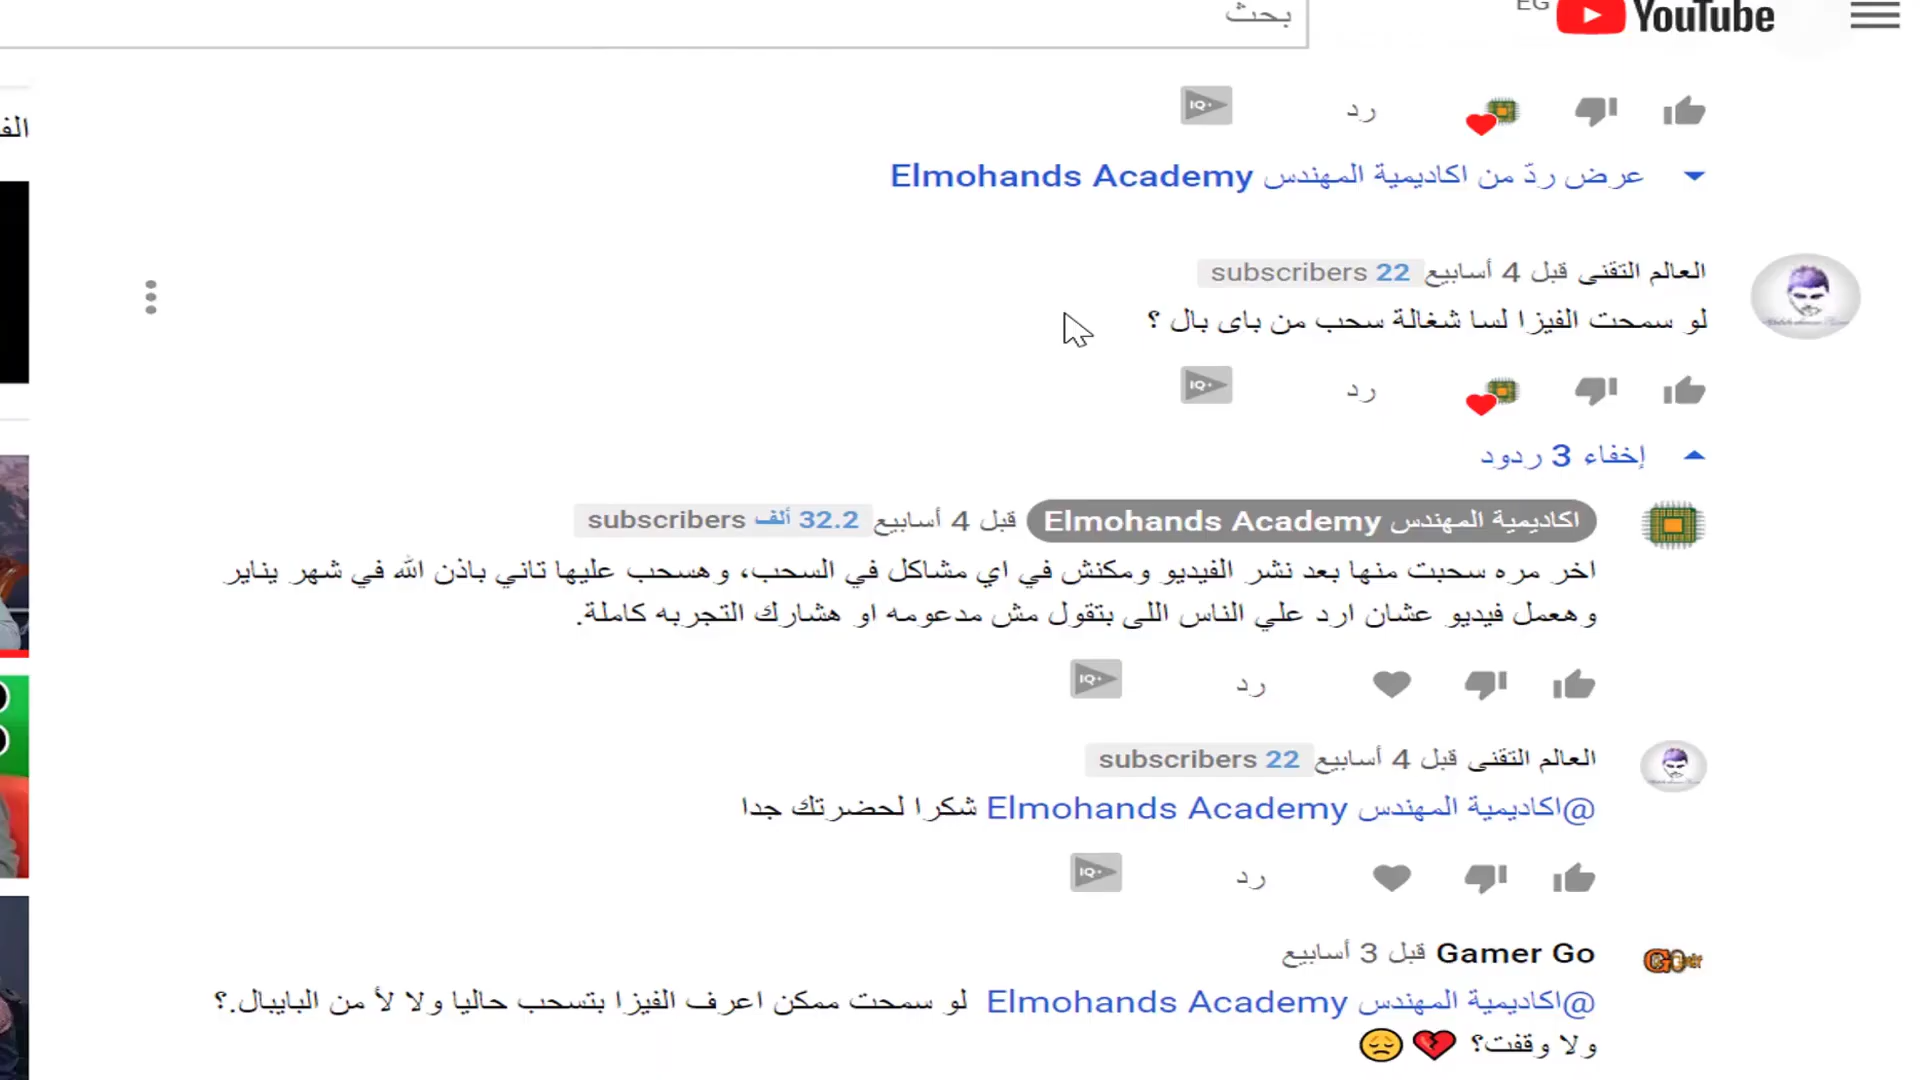 YouTube EG
بحث
الف
رد
عرض ردّ من اكاديمية المهندس Elmohands Academy
العالم التقنى قبل 4 أسابيع 22 subscribers
لو سمحت الفيزا لسا شغالة سحب من باى بال ؟
رد
إخفاء 3 ردود
اكاديمية المهندس Elmohands Academy قبل 4 أسابيع 32.2 ألف subscribers
اخر مره سحبت منها بعد نشر الفيديو ومكنش في اي مشاكل في السحب، وهسحب عليها تاني باذن الله في شهر يناير
وهعمل فيديو عشان ارد علي الناس اللى بتقول مش مدعومه او هشارك التجربه كاملة.
رد
العالم التقنى قبل 4 أسابيع 22 subscribers
@اكاديمية المهندس Elmohands Academy شكرا لحضرتك جدا
رد
Gamer Go قبل 3 أسابيع
@اكاديمية المهندس Elmohands Academy لو سمحت ممكن اعرف الفيزا بتسحب حاليا ولا لأ من البايبال.؟
ولا وقفت؟ 💔😞